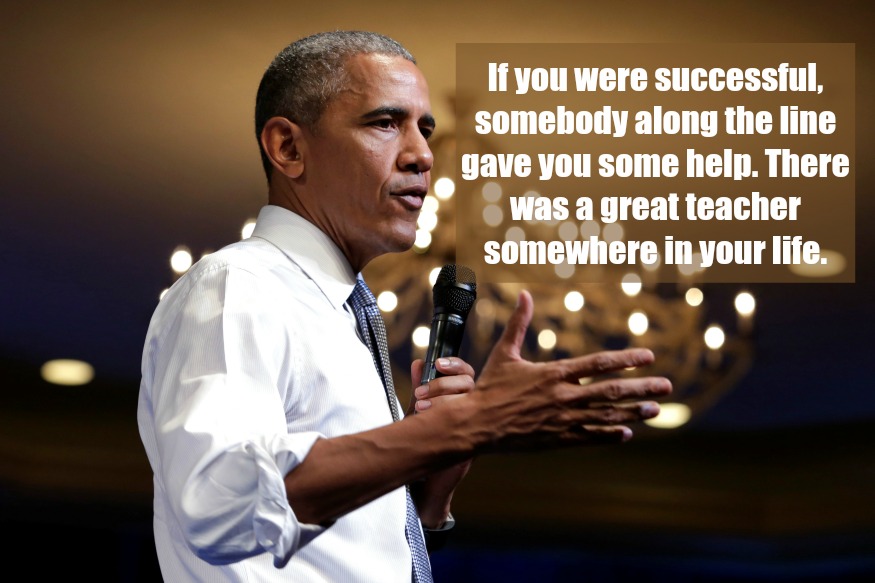 If you were successful,
somebody along the line
gave you some help. There
was a great teacher
somewhere in your life.